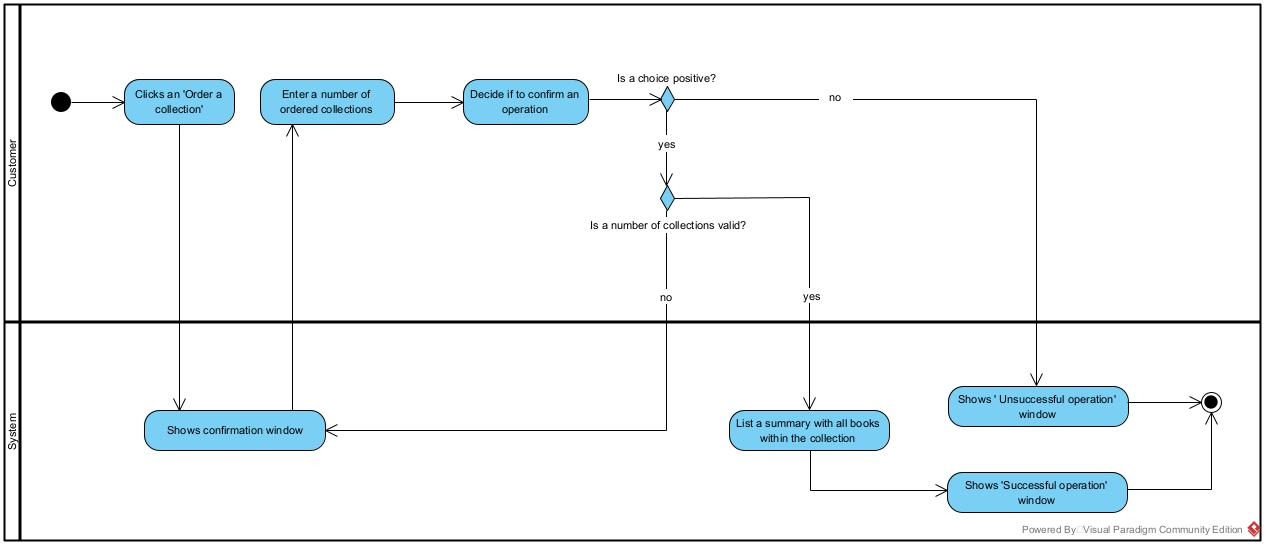 Customer
Clicks an 'Order a
collection'
Enter a number of
ordered collections
Decide if to confirm an
operation
Is a choice positive?
no
yes
Is a number of collections valid?
no
yes
System
Shows confirmation window
List a summary with all books
within the collection
Shows ' Unsuccessful operation'
window
Shows 'Successful operation'
window
Powered By Visual Paradigm Community Edition